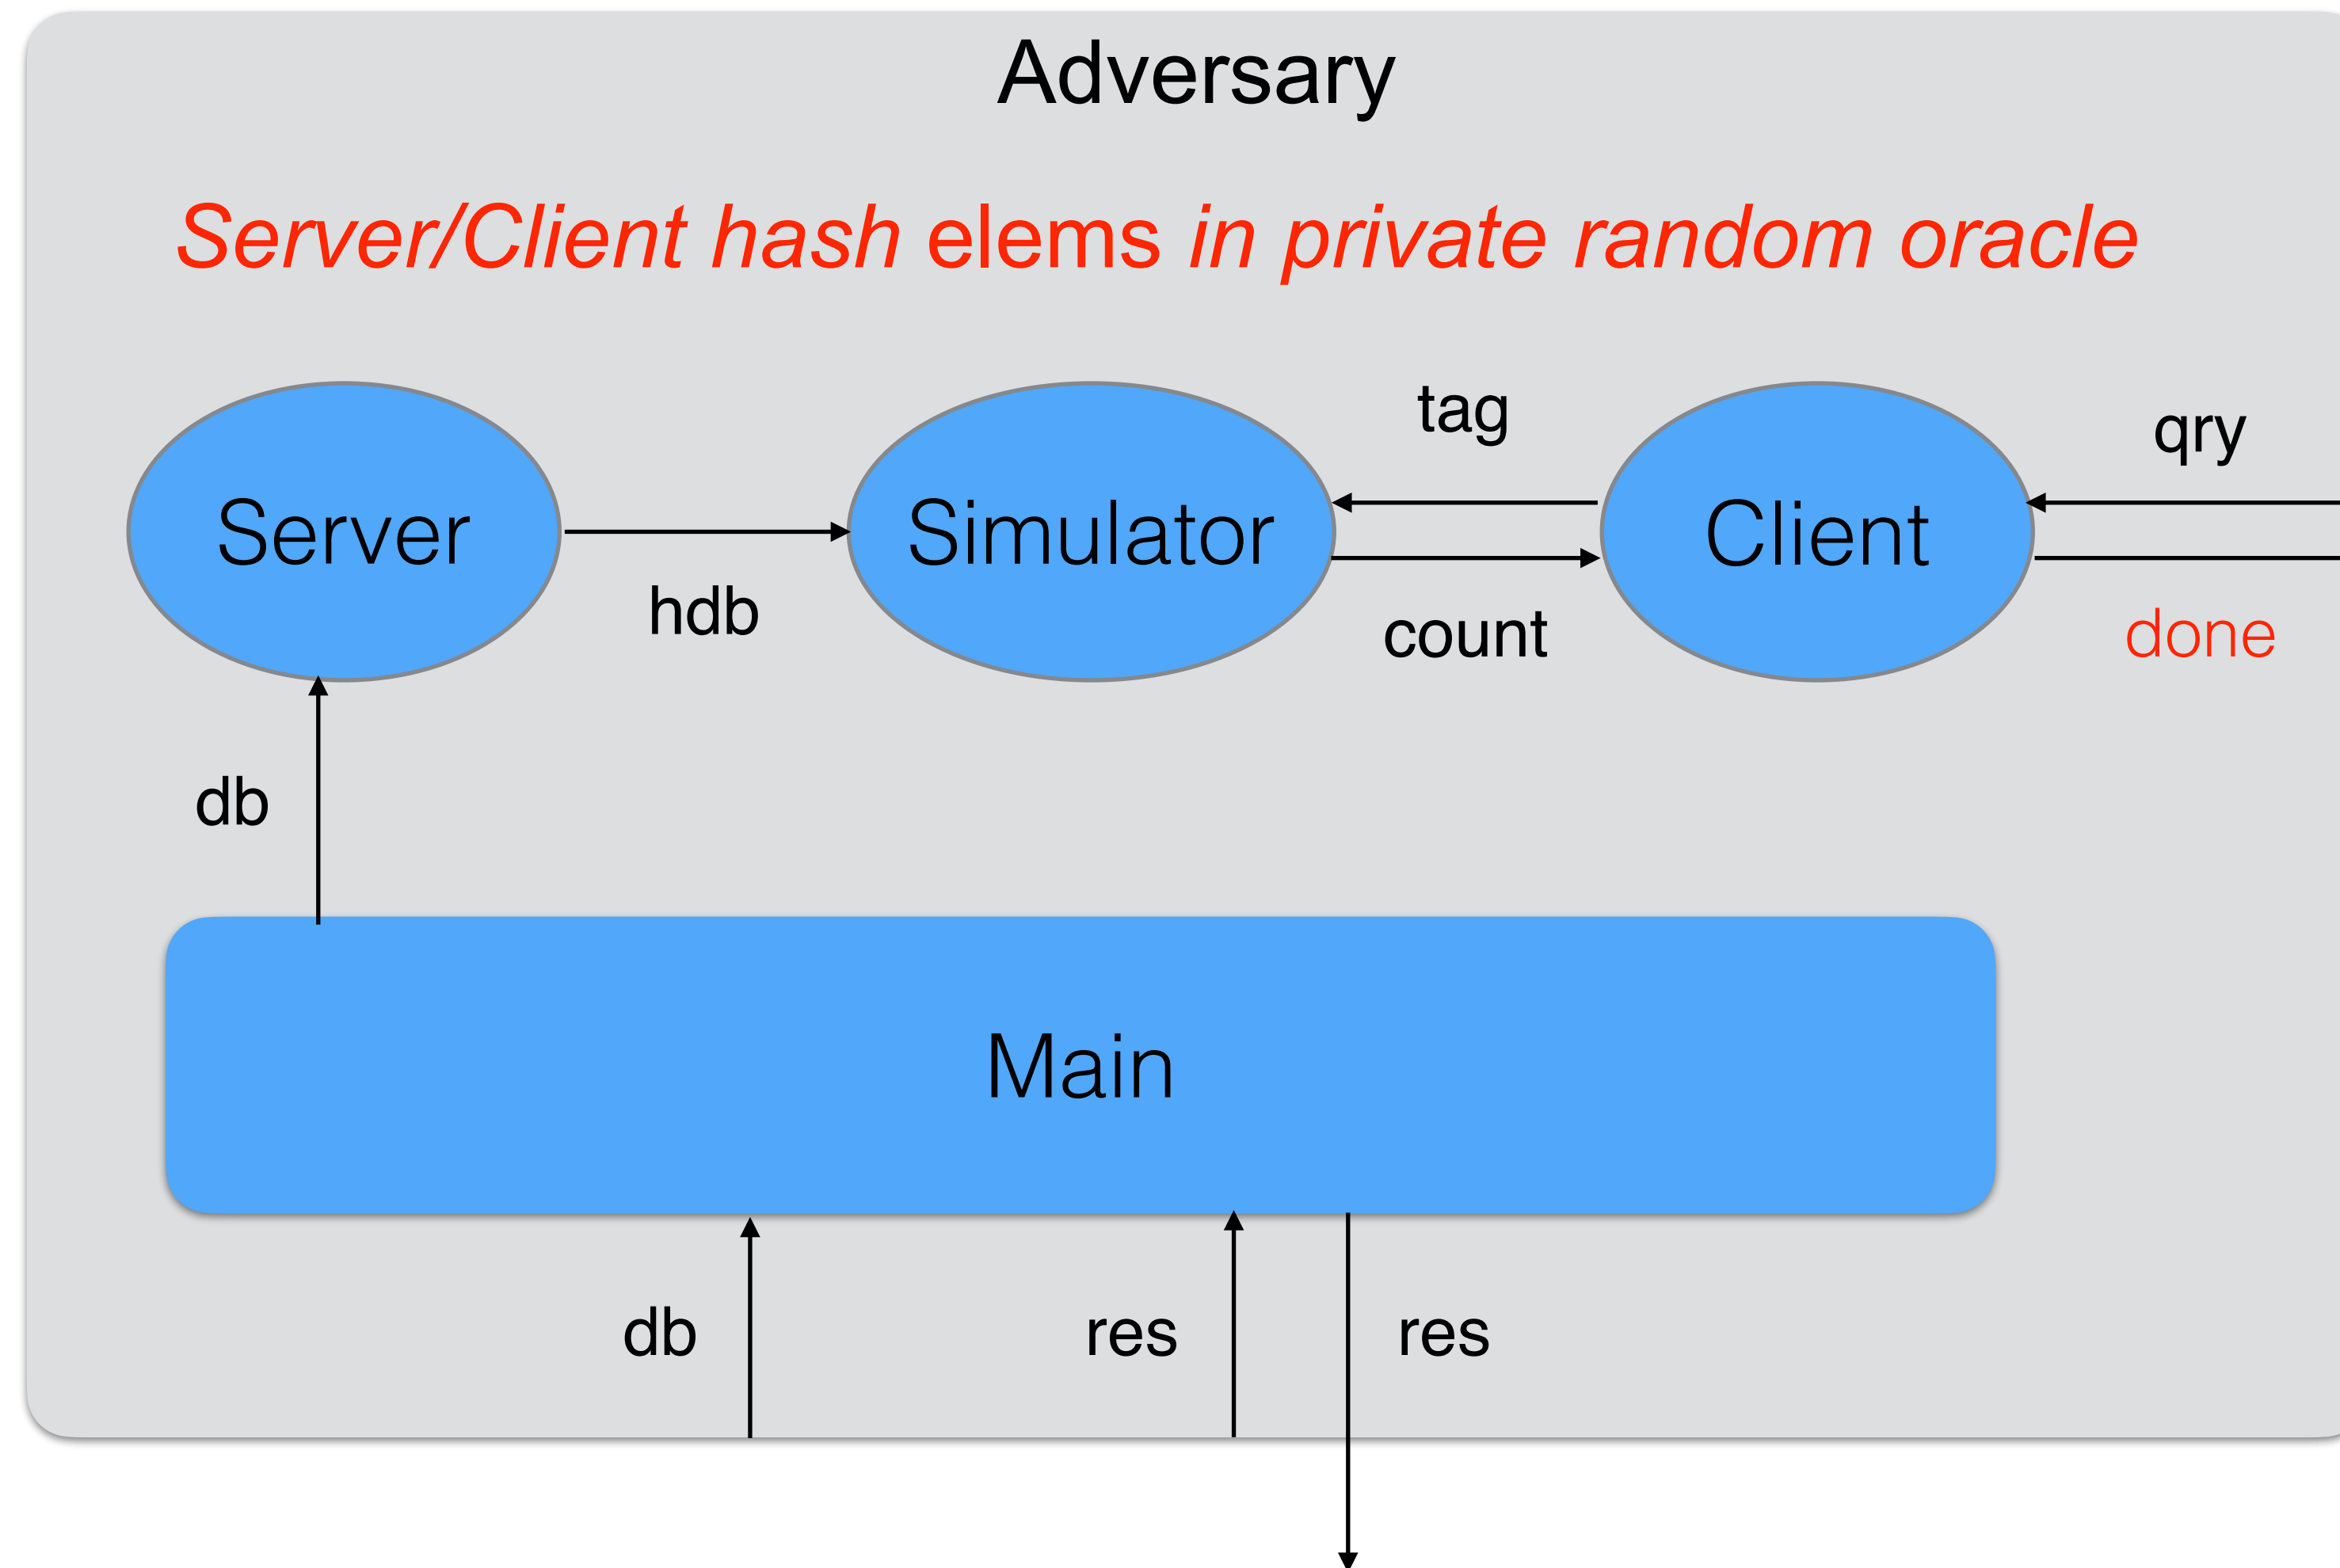 Adversary
Server/Client hash elems in private random oracle
tag
qry
Server
Simulator
Client
hdb
count
done
db
Main
db
res
res